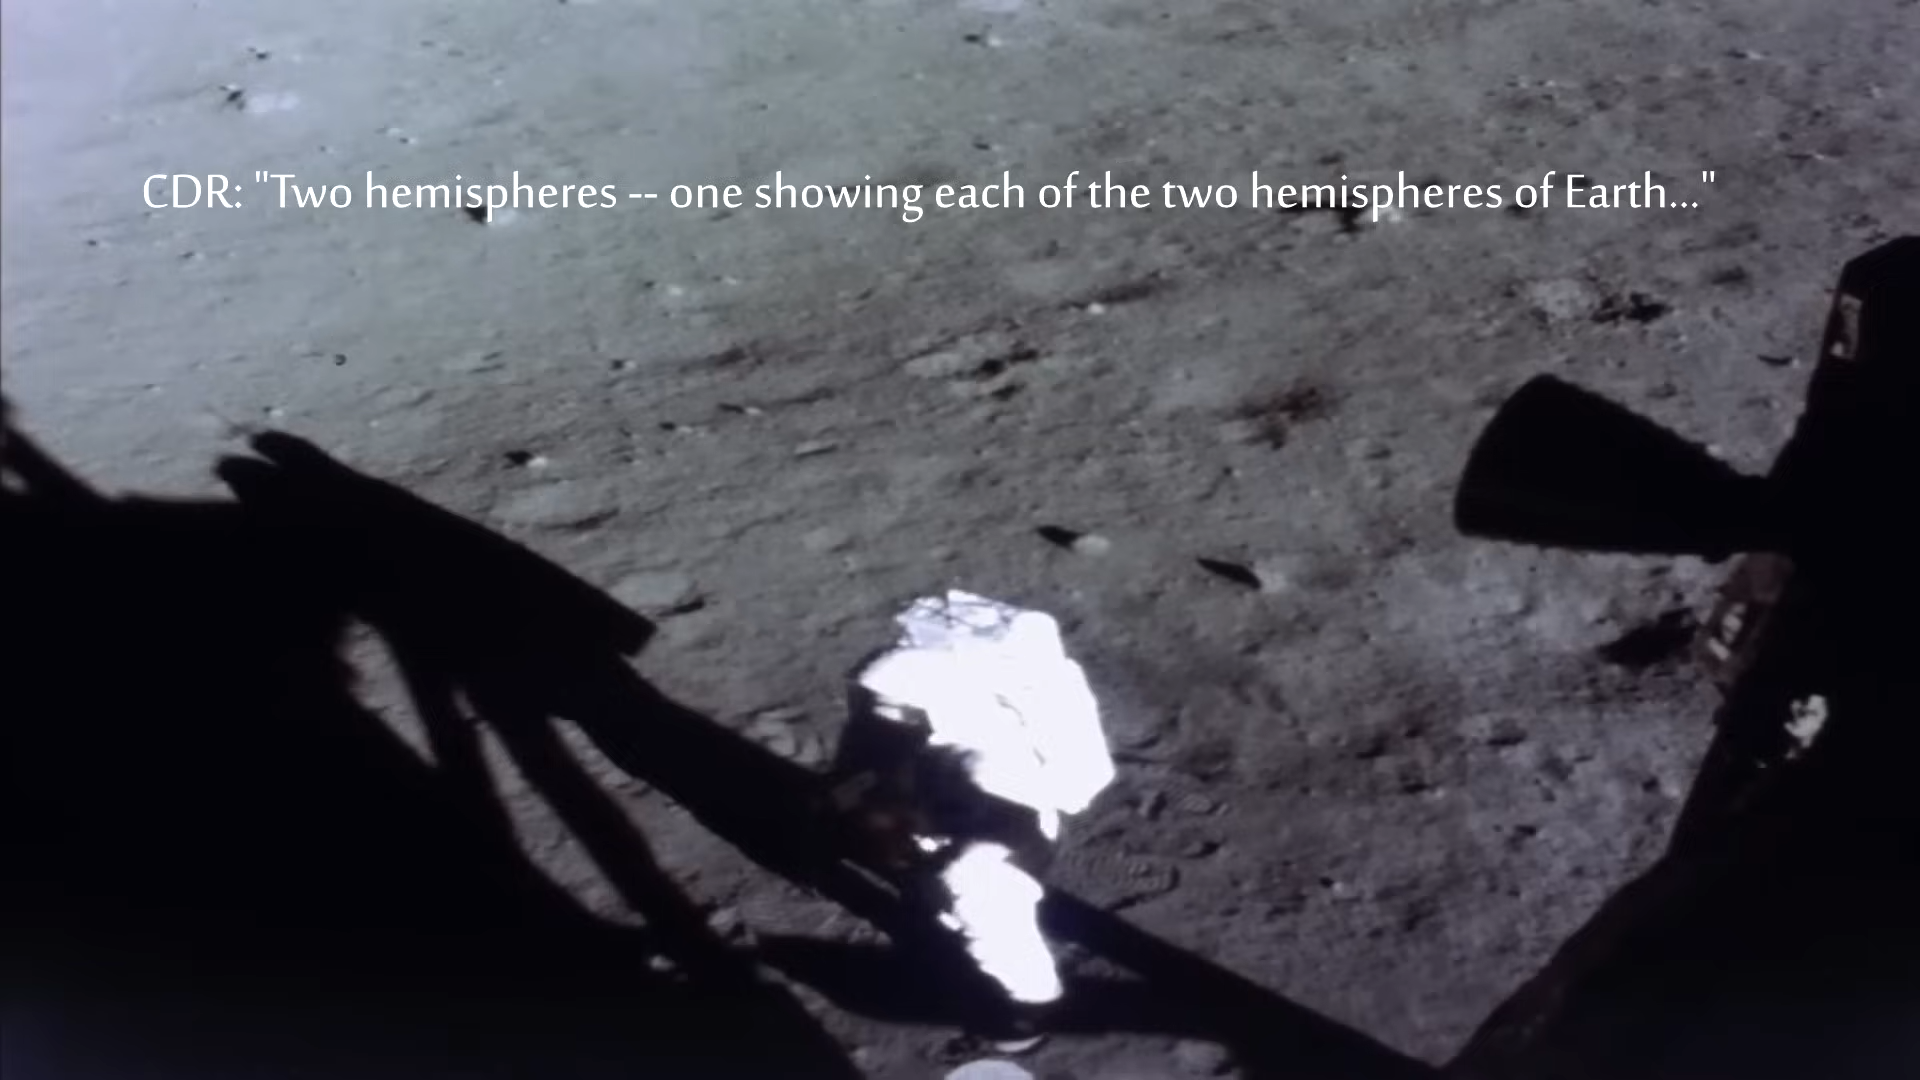 CDR: "Two hemispheres -- one showing each of the two hemispheres of Earth..."